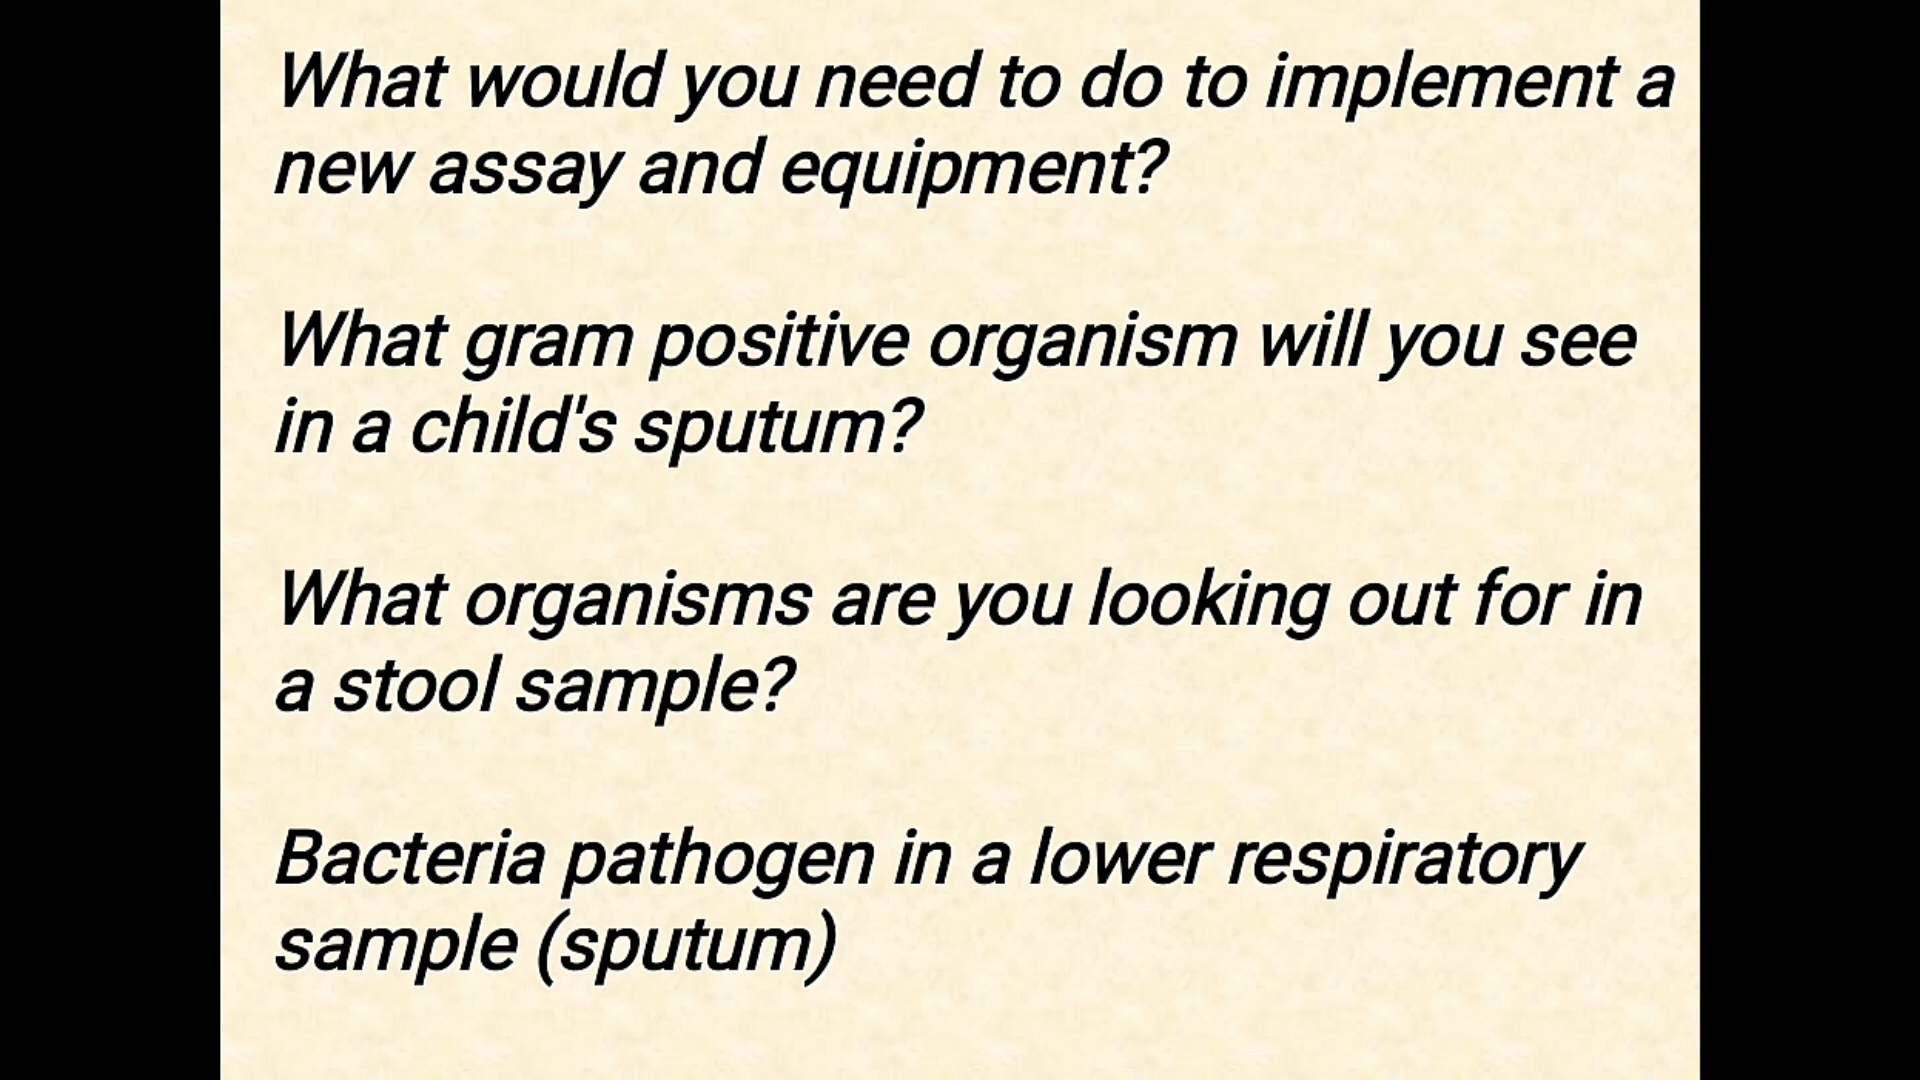 What would you need to do to implement a
new assay and equipment?
What gram positive organism will you see
in a child's sputum?
What organisms are you looking out for in
a stool sample?
Bacteria pathogen in a lower respiratory
sample (sputum)